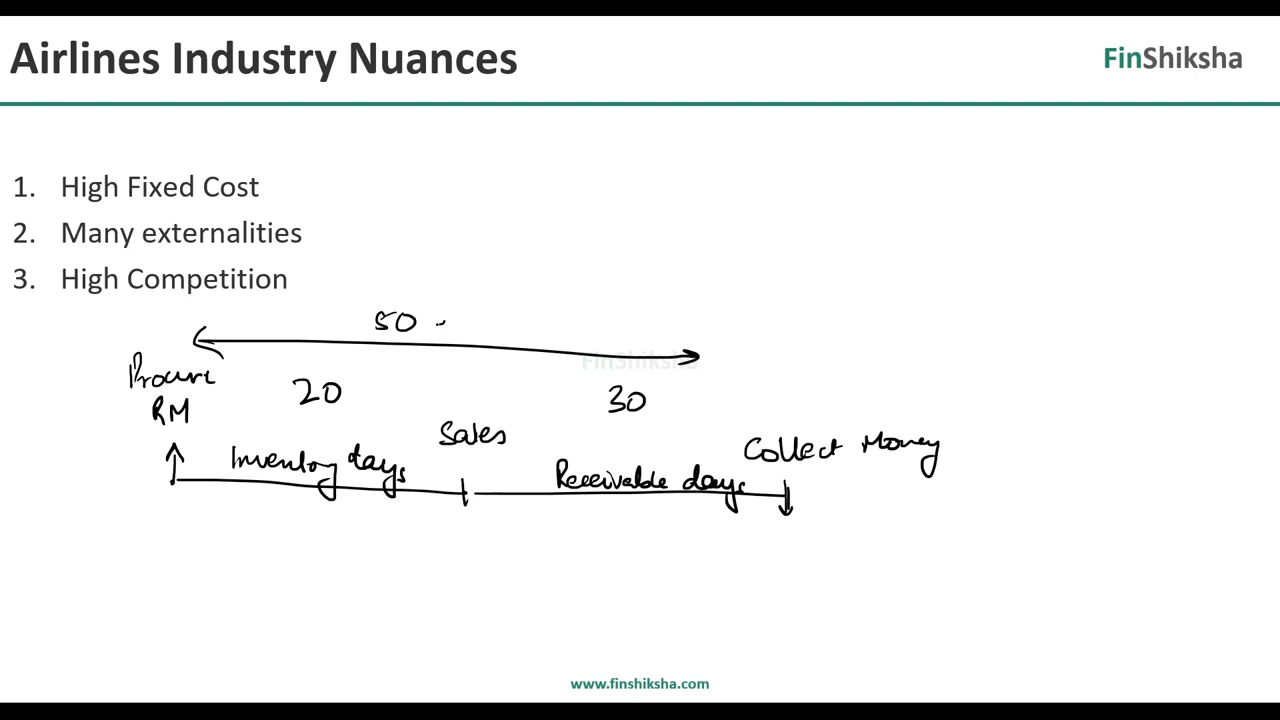 Airlines Industry Nuances
FinShiksha
1. High Fixed Cost
2. Many externalities
3. High Competition
50
FinShiksha
Procure
RM
20
30
Sales
Collect Money
Inventory days
Receivable days
www.finshiksha.com